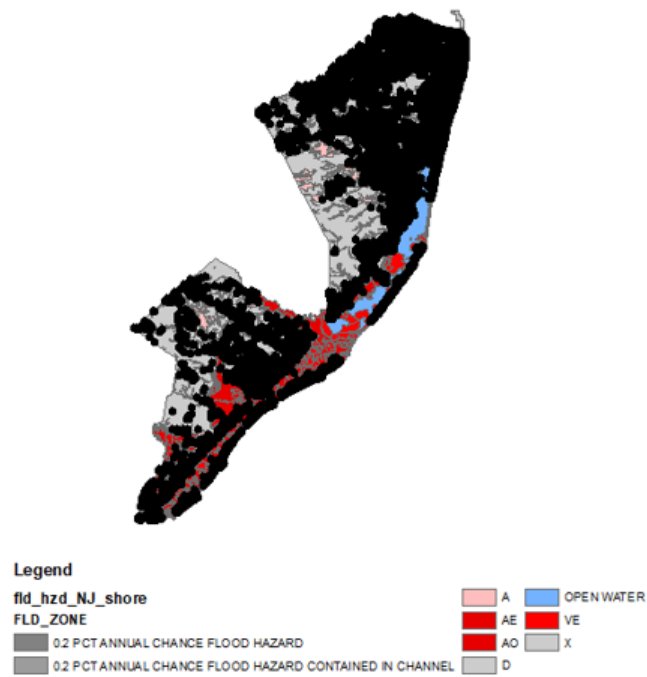 Legend
fld_hzd_NJ_shore
FLD_ZONE
0.2 PCT ANNUAL CHANCE FLOOD HAZARD
0.2 PCT ANNUAL CHANCE FLOOD HAZARD CONTAINED IN CHANNEL
A
AE
AO
D
OPEN WATER
VE
X